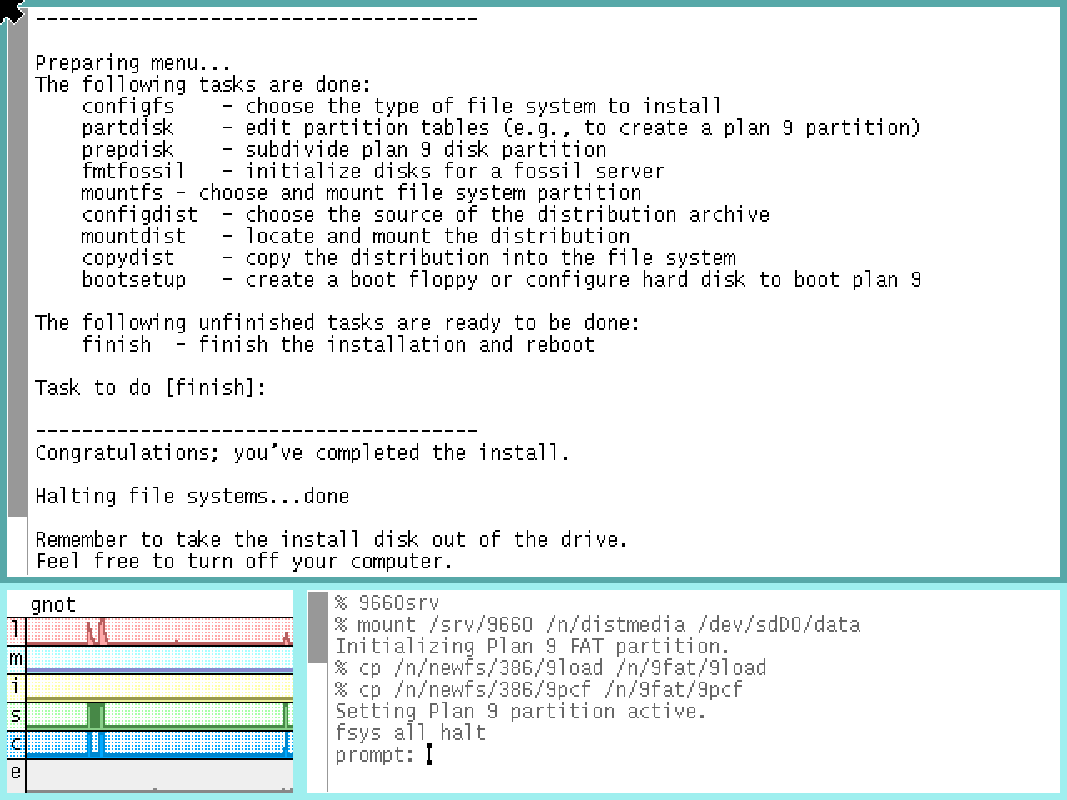 --------------------------------------
Preparing menu...
The following tasks are done:
configfs - choose the type of file system to install
partdisk - edit partition tables (e.g., to create a plan 9 partition)
prepdisk - subdivide plan 9 disk partition
fmtfossil - initialize disks for a fossil server
mountfs - choose and mount file system partition
configdist - choose the source of the distribution archive
mountdist - locate and mount the distribution
copydist - copy the distribution into the file system
bootsetup - create a boot floppy or configure hard disk to boot plan 9
The following unfinished tasks are ready to be done:
finish - finish the installation and reboot
Task to do [finish]:
--------------------------------------
Congratulations; you've completed the install.
Halting file systems...done
Remember to take the install disk out of the drive.
Feel free to turn off your computer.
gnot
l
m
i
s
c
e
% 9660srv
% mount /srv/9660 /n/distmedia /dev/sdD0/data
Initializing Plan 9 FAT partition.
% cp /n/newfs/386/9load /n/9fat/9load
% cp /n/newfs/386/9pcf /n/9fat/9pcf
Setting Plan 9 partition active.
fsys all halt
prompt: